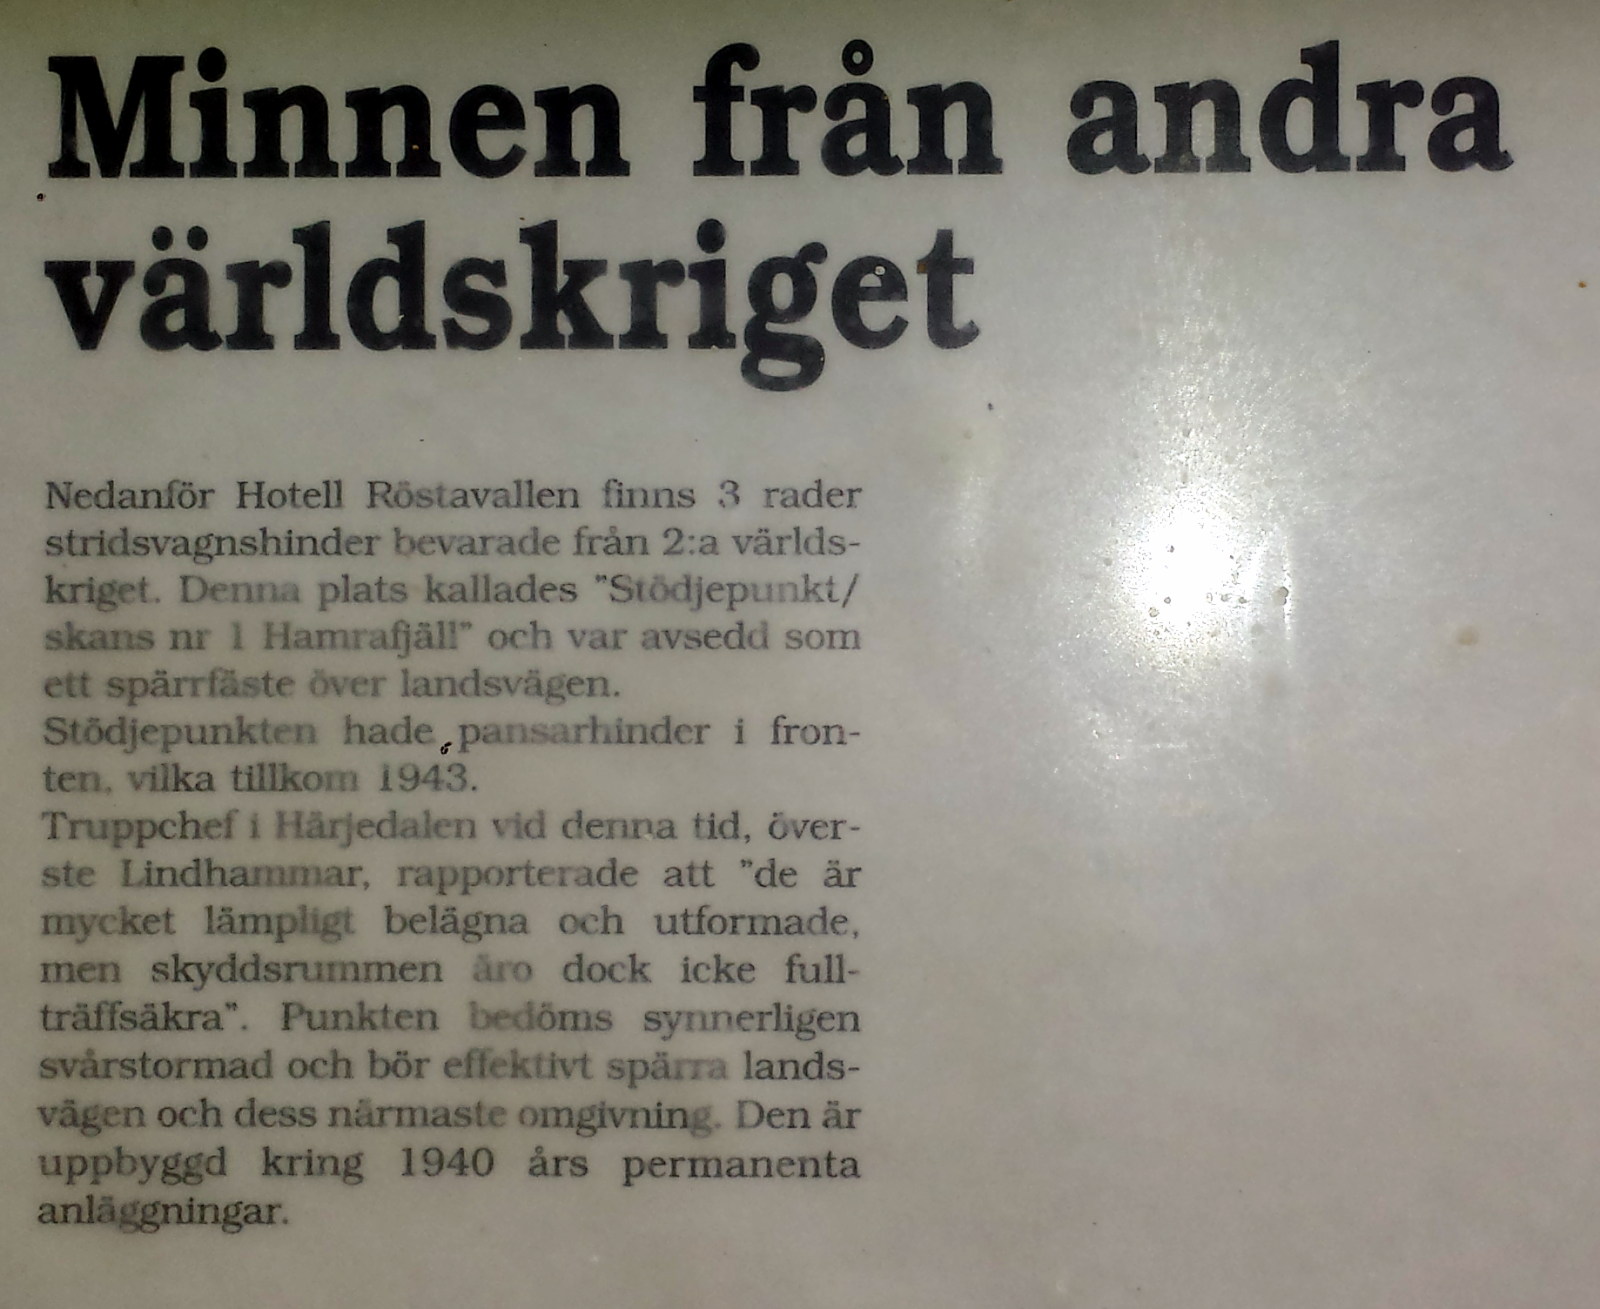 Minnen från andra
världskriget
Nedanför Hotell Röstavallen finns 3 rader
stridsvagnshinder bevarade från 2:a världs-
kriget. Denna plats kallades "Stödjepunkt/
skans nr 1 Hamrafjäll" och var avsedd som
ett spärrfäste över landsvägen.
Stödjepunkten hade pansarhinder i fron-
ten, vilka tillkom 1943.
Truppchef i Härjedalen vid denna tid, över-
ste Lindhammar, rapporterade att "de är
mycket lämpligt belägna och utformade,
men skyddsrummen äro dock icke full-
träffsäkra". Punkten bedöms synnerligen
svårstormad och bör effektivt spärra lands-
vägen och dess närmaste omgivning. Den är
uppbyggd kring 1940 års permanenta
anläggningar.